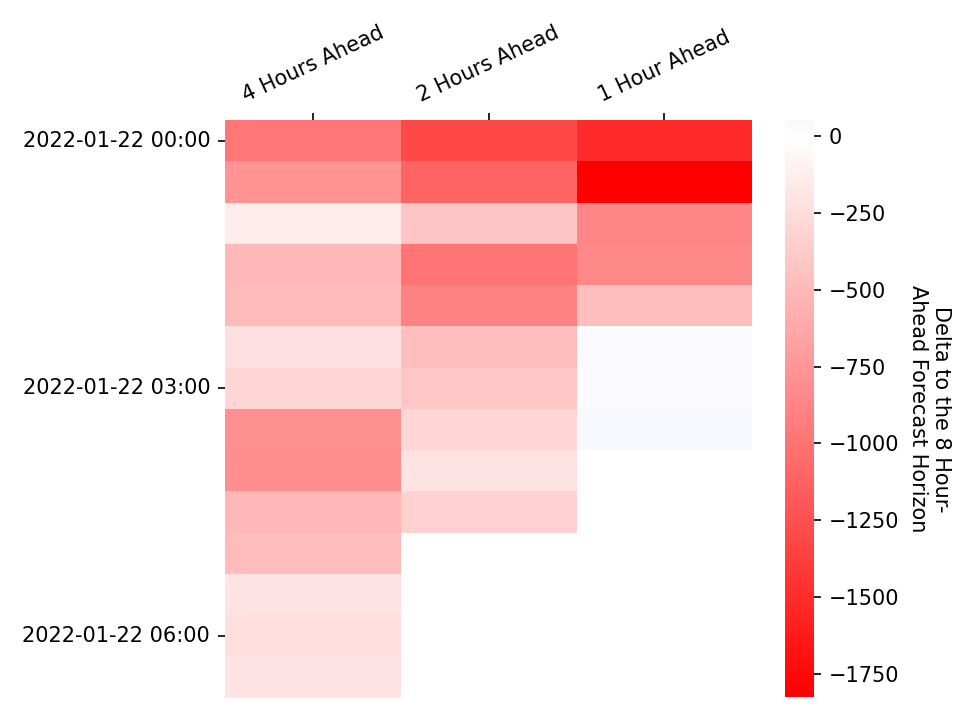 4 Hours Ahead
2 Hours Ahead
1 Hour Ahead
2022-01-22 00:00
2022-01-22 03:00
2022-01-22 06:00
0
−250
−500
−750
−1000
−1250
−1500
−1750
Delta to the 8 Hour-
Ahead Forecast Horizon